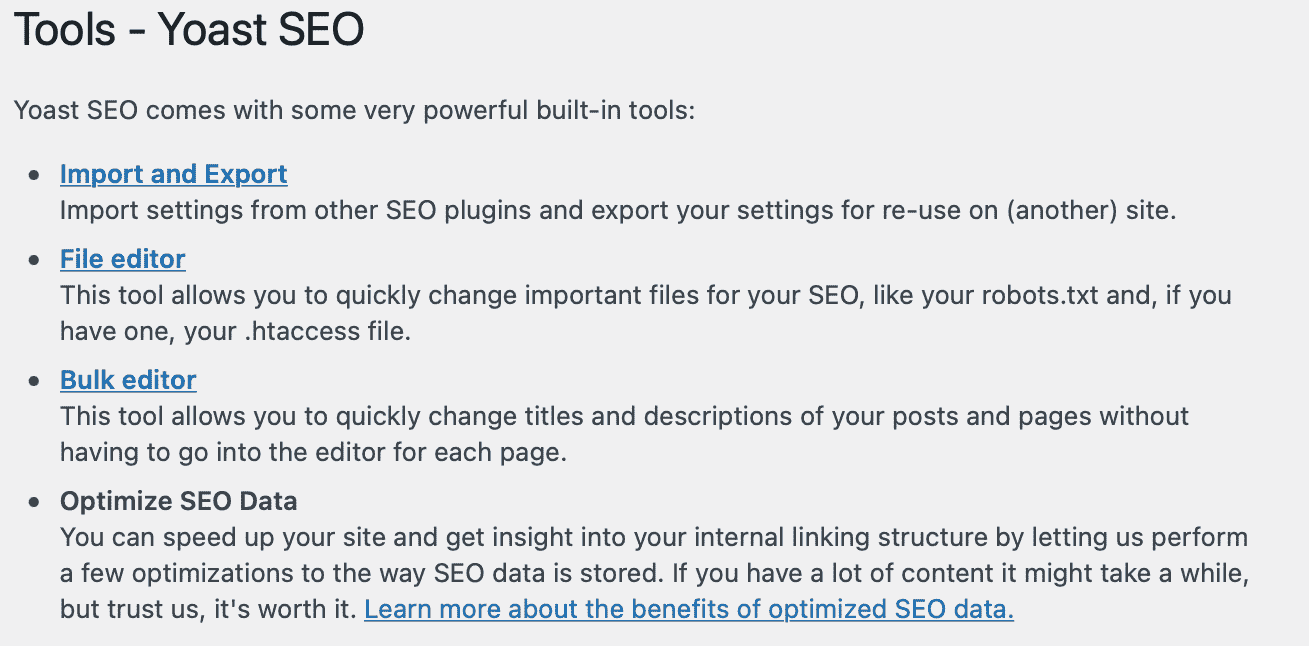 Tools - Yoast SEO
Yoast SEO comes with some very powerful built-in tools:
• Import and Export
Import settings from other SEO plugins and export your settings for re-use on (another) site.
• File editor
This tool allows you to quickly change important files for your SEO, like your robots.txt and, if you
have one, your .htaccess file.
• Bulk editor
This tool allows you to quickly change titles and descriptions of your posts and pages without
having to go into the editor for each page.
• Optimize SEO Data
You can speed up your site and get insight into your internal linking structure by letting us perform
a few optimizations to the way SEO data is stored. If you have a lot of content it might take a while,
but trust us, it's worth it. Learn more about the benefits of optimized SEO data.